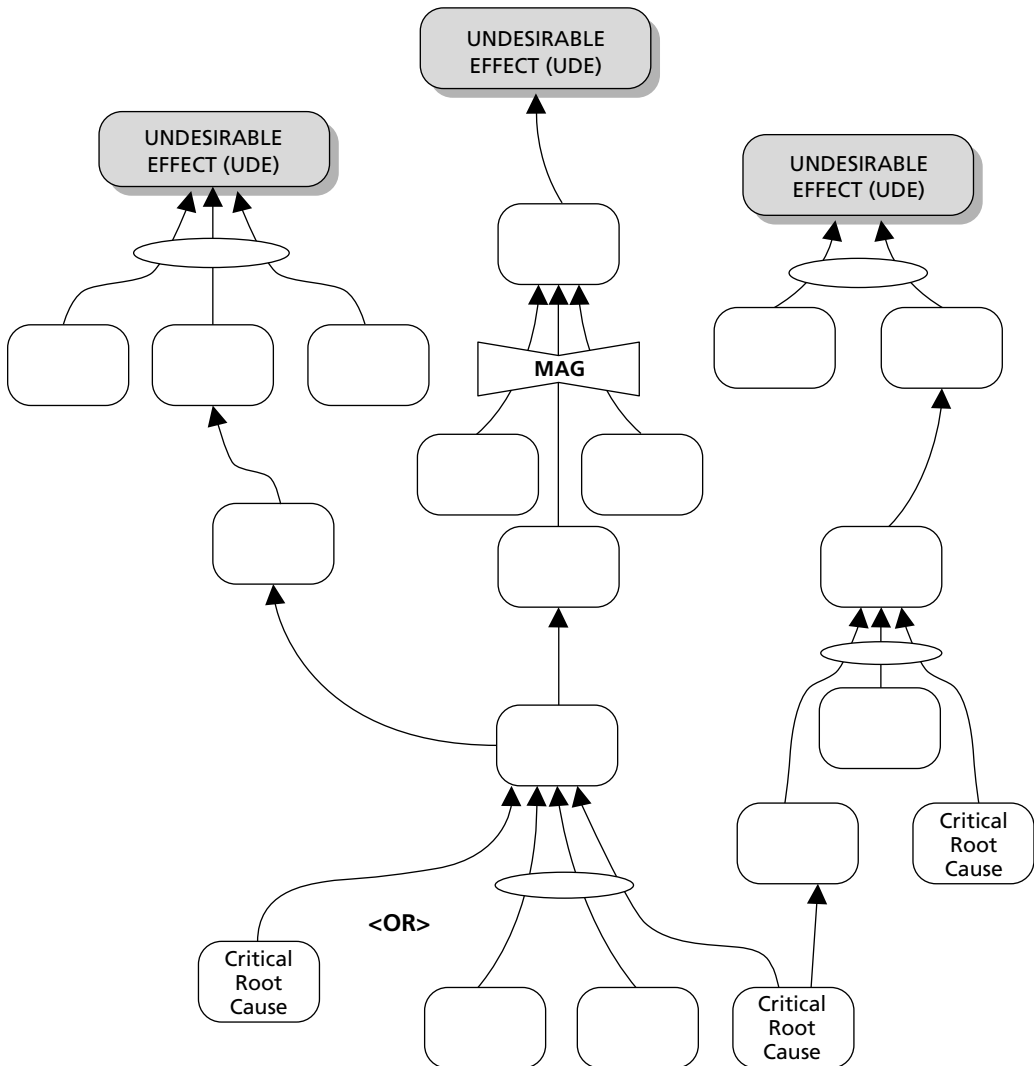 UNDESIRABLE
EFFECT (UDE)
UNDESIRABLE
EFFECT (UDE)
UNDESIRABLE
EFFECT (UDE)
MAG
Critical
Root
Cause
<OR>
Critical
Root
Cause
Critical
Root
Cause